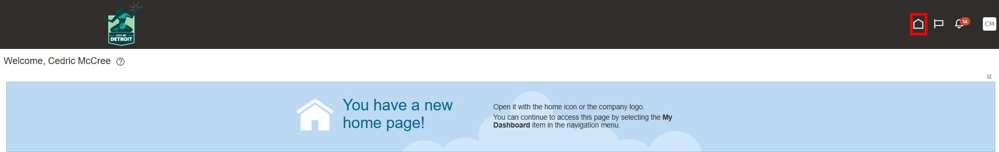 CITY OF
DETROIT
14
CM
Welcome, Cedric McCree ?
You have a new
home page!
Open it with the home icon or the company logo.
You can continue to access this page by selecting the My
Dashboard item in the navigation menu.